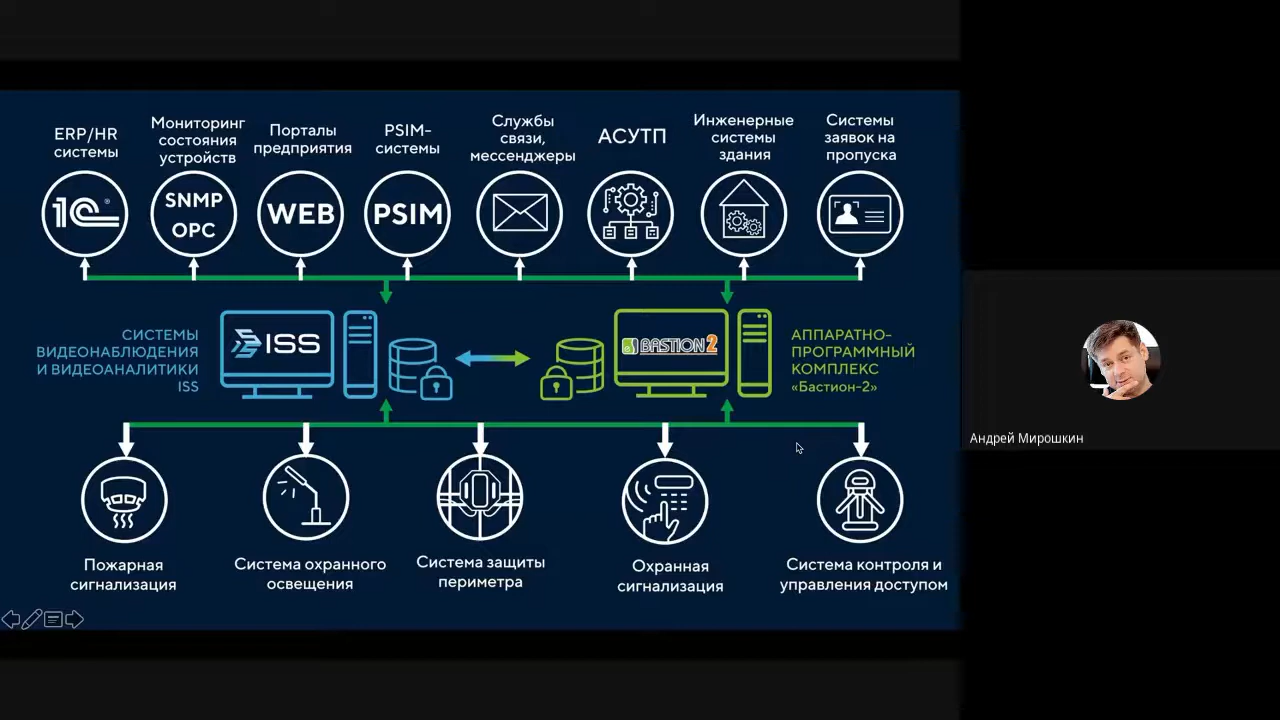 ERP/HR
системы
Мониторинг
состояния
устройств
Порталы
предприятия
PSIM-
системы
Службы
связи,
мессенджеры
АСУТП
Инженерные
системы
здания
Системы
заявок на
пропуска
1С®
SNMP
OPC
WEB
PSIM
СИСТЕМЫ
ВИДЕОНАБЛЮДЕНИЯ
И ВИДЕОАНАЛИТИКИ
ISS
ISS
BASTION2
АППАРАТНО-
ПРОГРАММНЫЙ
КОМПЛЕКС
«Бастион-2»
Андрей Мирошкин
Пожарная
сигнализация
Система охранного
освещения
Система защиты
периметра
Охранная
сигнализация
Система контроля и
управления доступом